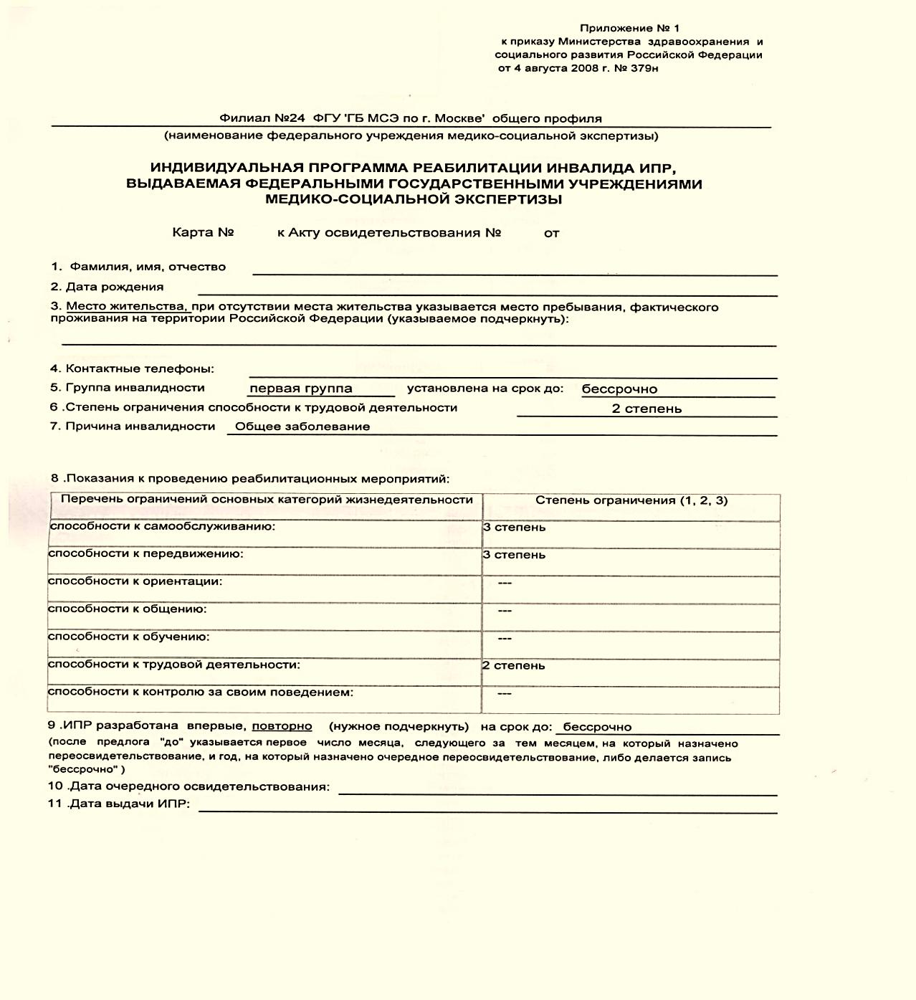 Приложение № 1
к приказу Министерства здравоохранения и
социального развития Российской Федерации
от 4 августа 2008 г. № 379н
Филиал №24 ФГУ 'ГБ МСЭ по г. Москве' общего профиля
(наименование федерального учреждения медико-социальной экспертизы)
ИНДИВИДУАЛЬНАЯ ПРОГРАММА РЕАБИЛИТАЦИИ ИНВАЛИДА ИПР,
ВЫДАВАЕМАЯ ФЕДЕРАЛЬНЫМИ ГОСУДАРСТВЕННЫМИ УЧРЕЖДЕНИЯМИ
МЕДИКО-СОЦИАЛЬНОЙ ЭКСПЕРТИЗЫ
Карта № к Акту освидетельствования № от
1. Фамилия, имя, отчество
2. Дата рождения
3. Место жительства, при отсутствии места жительства указывается место пребывания, фактического
проживания на территории Российской Федерации (указываемое подчеркнуть):
4. Контактные телефоны:
5. Группа инвалидности первая группа установлена на срок до: бессрочно
6 .Степень ограничения способности к трудовой деятельности 2 степень
7. Причина инвалидности Общее заболевание
8 .Показания к проведению реабилитационных мероприятий:
Перечень ограничений основных категорий жизнедеятельности Степень ограничения (1, 2, 3)
способности к самообслуживанию: 3 степень
способности к передвижению: 3 степень
способности к ориентации: ---
способности к общению: ---
способности к обучению: ---
способности к трудовой деятельности: 2 степень
способности к контролю за своим поведением: ---
9 .ИПР разработана впервые, повторно (нужное подчеркнуть) на срок до: бессрочно
(после предлога "до" указывается первое число месяца, следующего за тем месяцем, на который назначено
переосвидетельствование, и год, на который назначено очередное переосвидетельствование, либо делается запись
"бессрочно" )
10 .Дата очередного освидетельствования:
11 .Дата выдачи ИПР: